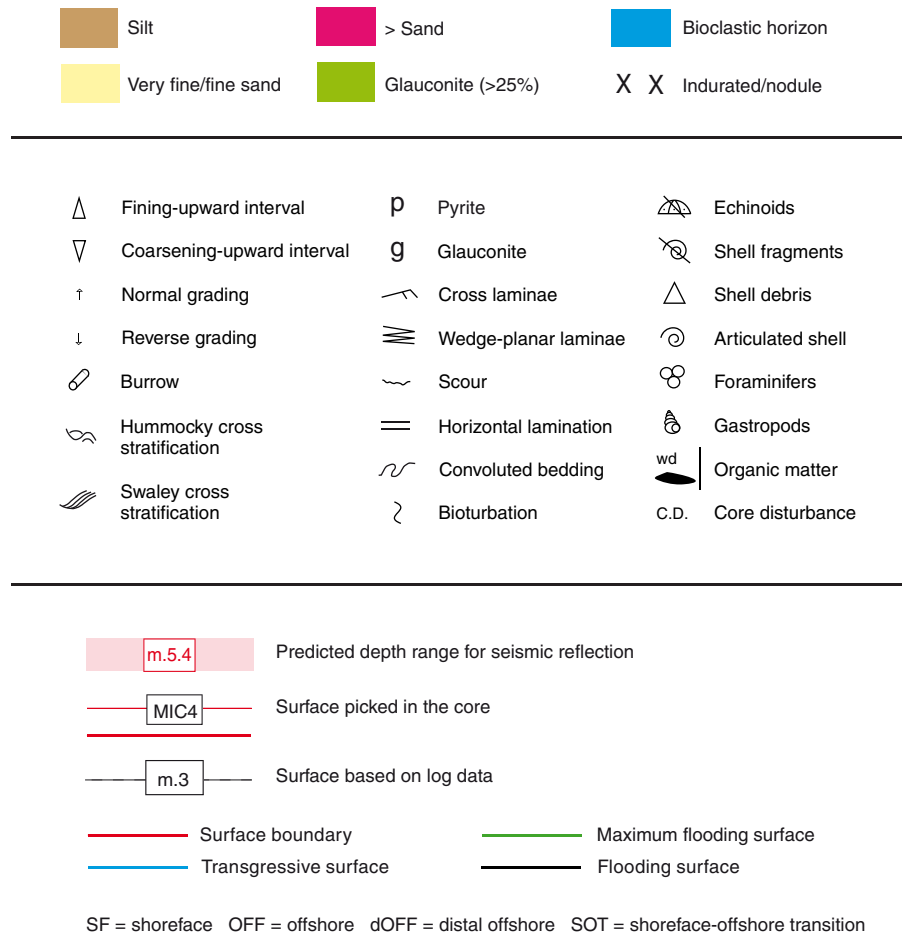 Silt > Sand Bioclastic horizon
Very fine/fine sand Glauconite (>25%) X X Indurated/nodule
Fining-upward interval p Pyrite Echinoids
Coarsening-upward interval g Glauconite Shell fragments
Normal grading Cross laminae Shell debris
Reverse grading Wedge-planar laminae Articulated shell
Burrow Scour Foraminifers
Hummocky cross
stratification Horizontal lamination Gastropods
Convoluted bedding wd Organic matter
Swaley cross
stratification Bioturbation C.D. Core disturbance
m.5.4 Predicted depth range for seismic reflection
MIC4 Surface picked in the core
m.3 Surface based on log data
Surface boundary Maximum flooding surface
Transgressive surface Flooding surface
SF = shoreface OFF = offshore dOFF = distal offshore SOT = shoreface-offshore transition